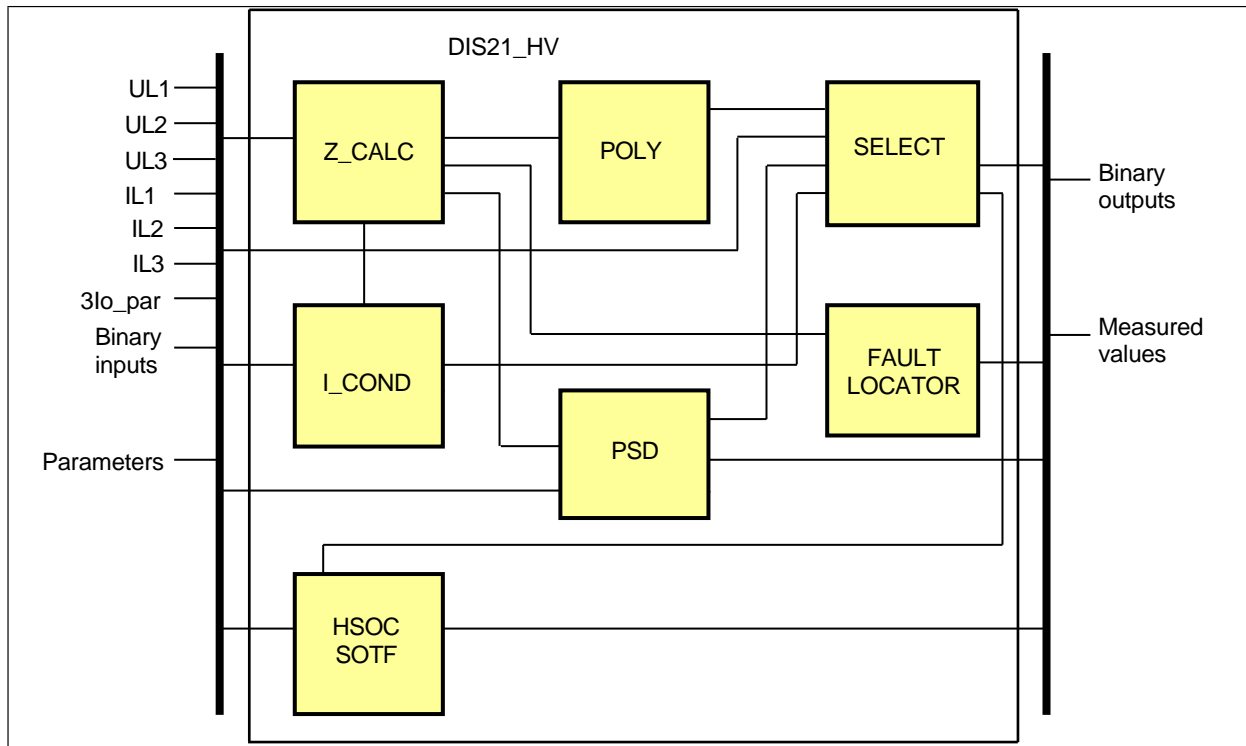 DIS21_HV
UL1
UL2
UL3
IL1
IL2
IL3
3Io_par
Binary
inputs
Parameters
Z_CALC
POLY
SELECT
I_COND
PSD
FAULT
LOCATOR
HSOC
SOTF
Binary
outputs
Measured
values